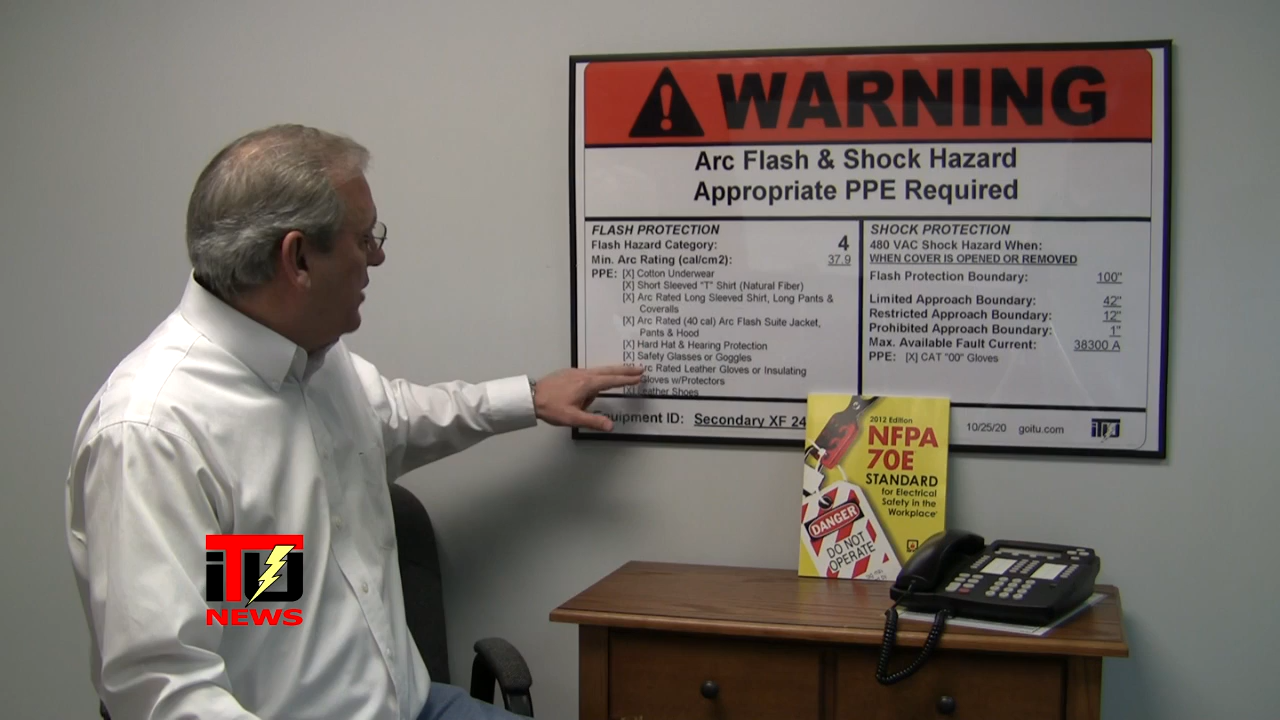 WARNING
Arc Flash & Shock Hazard
Appropriate PPE Required
FLASH PROTECTION
Flash Hazard Category: 4
Min. Arc Rating (cal/cm2): 37.9
PPE: [X] Cotton Underwear
[X] Short Sleeved "T" Shirt (Natural Fiber)
[X] Arc Rated Long Sleeved Shirt, Long Pants &
Coveralls
[X] Arc Rated (40 cal) Arc Flash Suite Jacket,
Pants & Hood
[X] Hard Hat & Hearing Protection
[X] Safety Glasses or Goggles
Arc Rated Leather Gloves or Insulating
Gloves w/Protectors
[X] Leather Shoes
SHOCK PROTECTION
480 VAC Shock Hazard When:
WHEN COVER IS OPENED OR REMOVED
Flash Protection Boundary: 100"
Limited Approach Boundary: 42"
Restricted Approach Boundary: 12"
Prohibited Approach Boundary: 1"
Max. Available Fault Current: 38300 A
PPE: [X] CAT "00" Gloves
Equipment ID: Secondary XF 24
10/25/20 goitu.com iTU
2012 Edition
NFPA
70E
STANDARD
for Electrical
Safety in the
Workplace
DANGER
DO NOT
OPERATE
iTU
NEWS